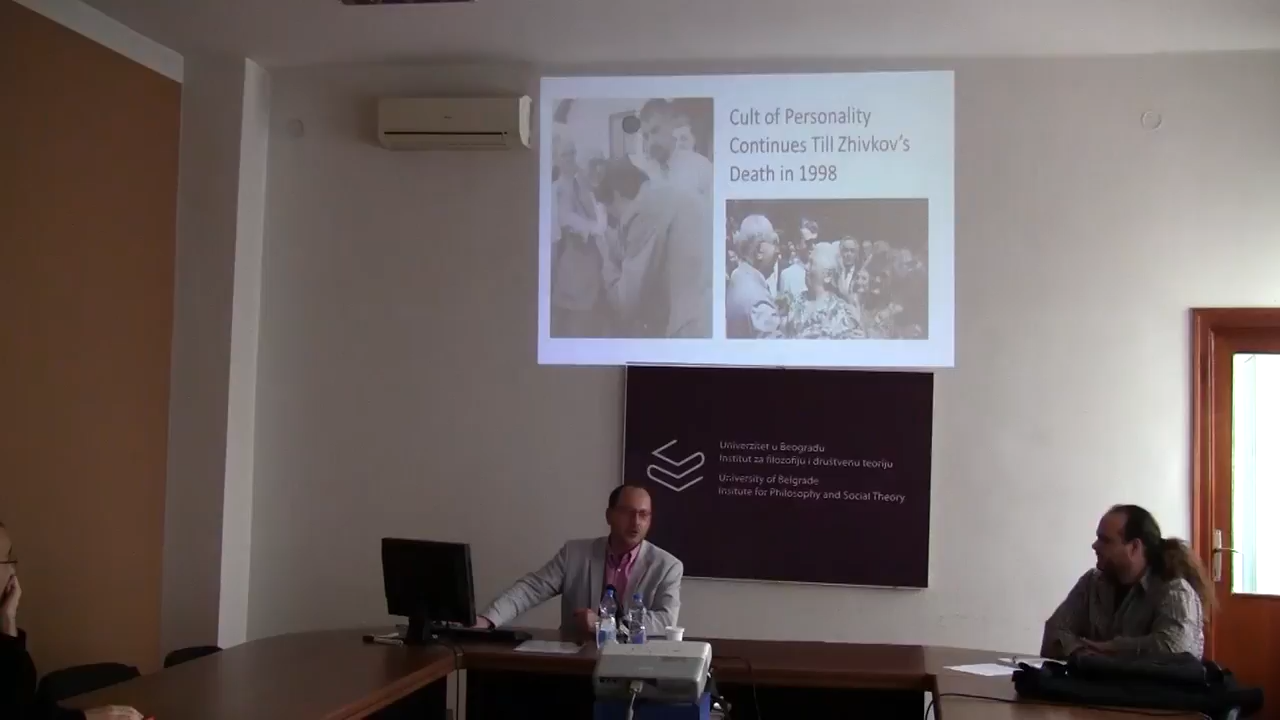 Cult of Personality
Continues Till Zhivkov's
Death in 1998
Univerzitet u Beogradu
Institut za filozofiju i društvenu teoriju
University of Belgrade
Institute for Philosophy and Social Theory